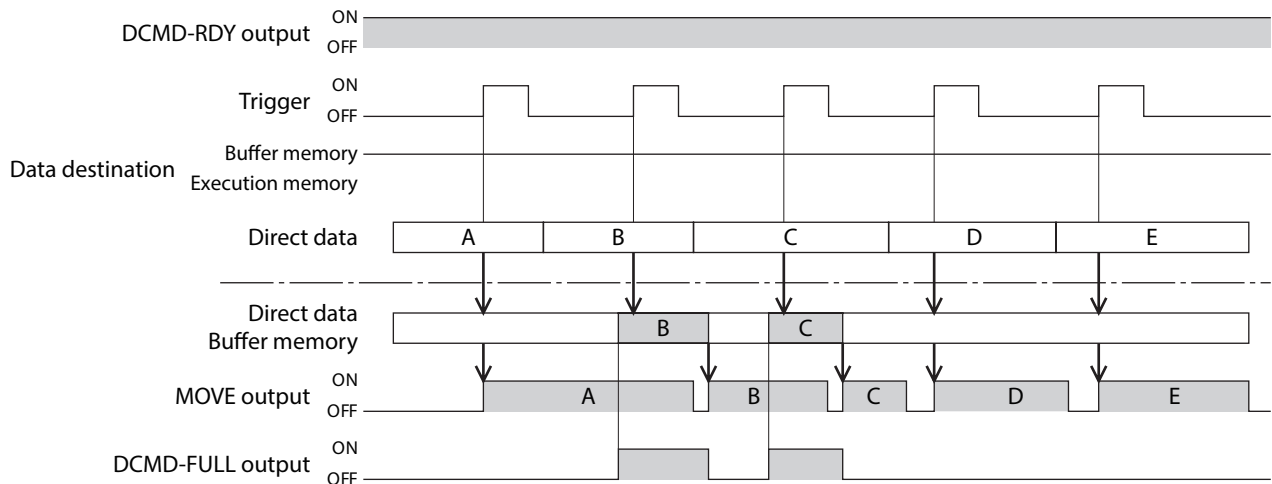 ON
DCMD-RDY output
OFF
ON
Trigger
OFF
Buffer memory
Data destination
Execution memory
Direct data
A B C D E
Direct data
Buffer memory
B C
ON
MOVE output
A B C D E
OFF
ON
DCMD-FULL output
OFF